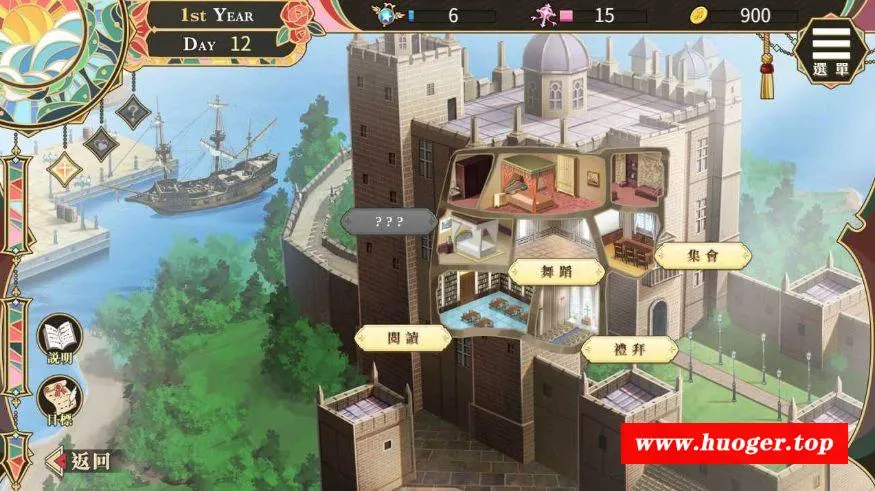 1st YEAR
DAY 12
6
15
900
選單
?
? ? ?
集會
舞蹈
閱讀
禮拜
說明
目標
返回
www.huoger.top